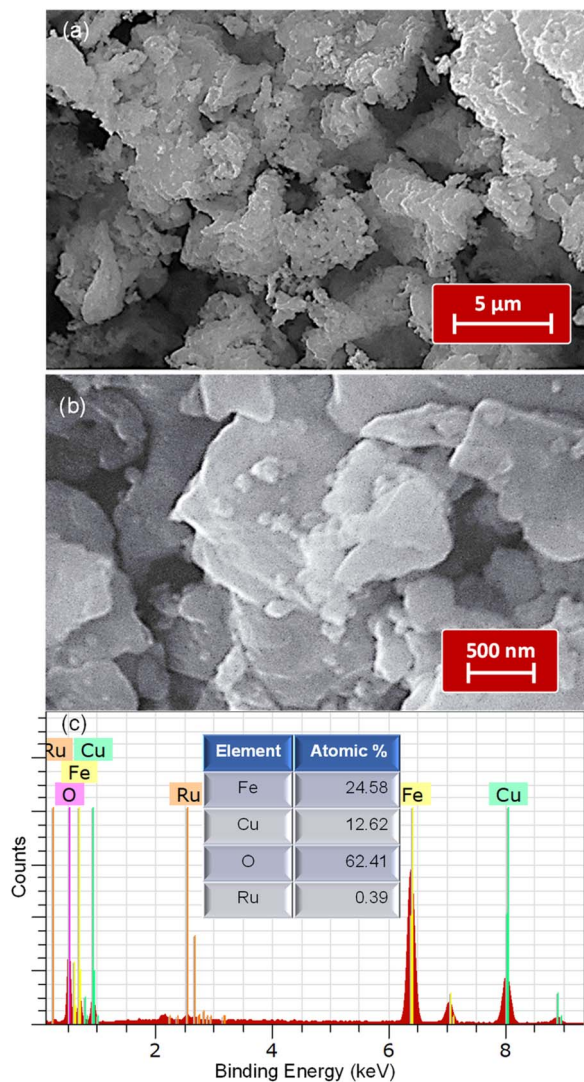 (a)
5 µm
(b)
500 nm
(c)
Ru Cu
Fe
O
Ru
Fe
Cu
Element Atomic %
Fe 24.58
Cu 12.62
O 62.41
Ru 0.39
Counts
2 4 6 8
Binding Energy (keV)